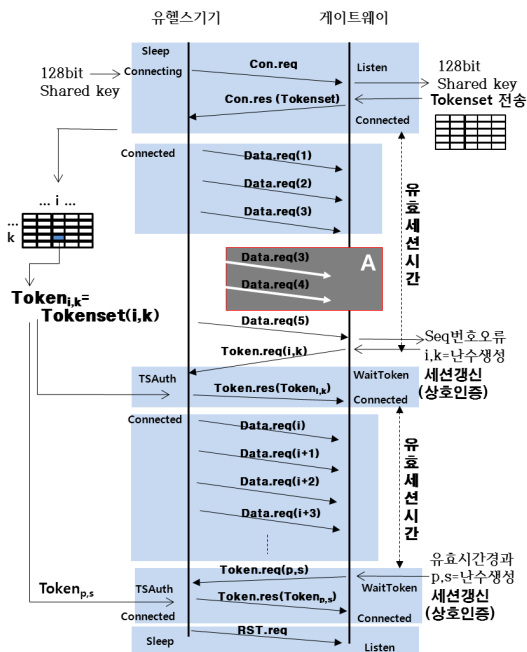 유헬스기기 게이트웨이
Sleep
Con.req
Connecting
Listen
128bit
Shared key
128bit
Shared key
Con.res (Tokenset)
Tokenset 전송
Connected
Connected
Data.req(1)
Data.req(2)
Data.req(3)
유효세션시간
... i ...
...
k
A
Data.req(3)
Data.req(4)
Tokeni,k=
Tokenset(i,k)
Data.req(5)
Seq번호오류
Token.req(i,k)
i,k=난수생성
TSAuth
WaitToken
세션갱신
Token.res(Tokeni,k)
Connected
(상호인증)
Connected
Data.req(i)
Data.req(i+1)
Data.req(i+2)
Data.req(i+3)
유효세션시간
유효시간경과
Token.req(p,s)
p,s=난수생성
Tokenp,s
TSAuth
WaitToken
세션갱신
Token.res(Tokenp,s)
Connected
Connected
(상호인증)
RST.req
Sleep
Listen